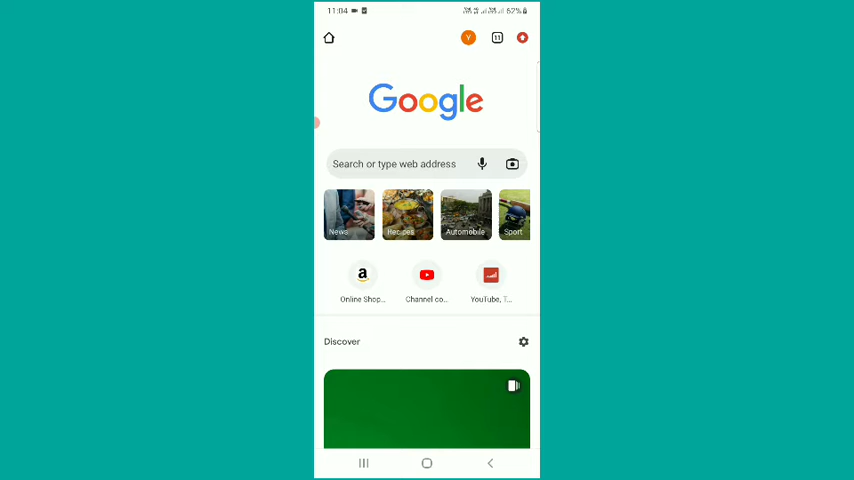 11:04
62%
Y
11
Google
Search or type web address
News
Recipes
Automobile
Sport
a
Online Shop...
Channel co...
YouTube, T...
Discover